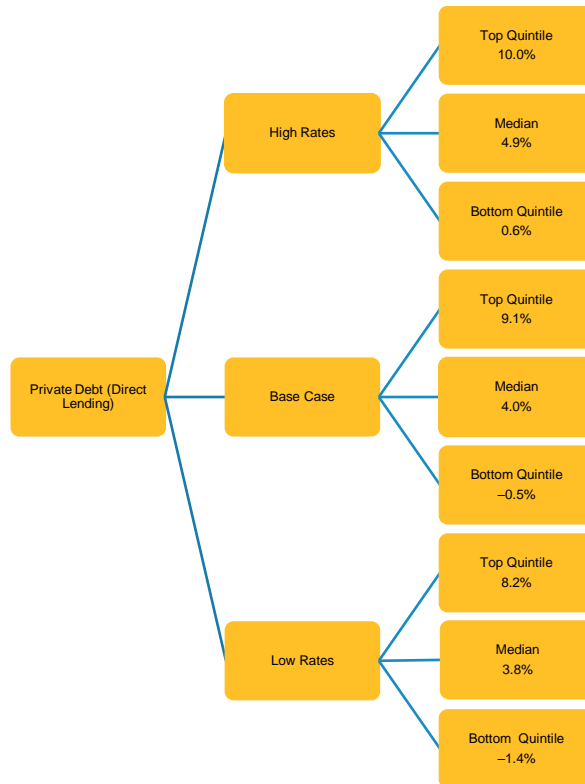 Top Quintile
10.0%
High Rates
Median
4.9%
Bottom Quintile
0.6%
Top Quintile
9.1%
Private Debt (Direct
Lending)
Base Case
Median
4.0%
Bottom Quintile
–0.5%
Top Quintile
8.2%
Low Rates
Median
3.8%
Bottom Quintile
–1.4%